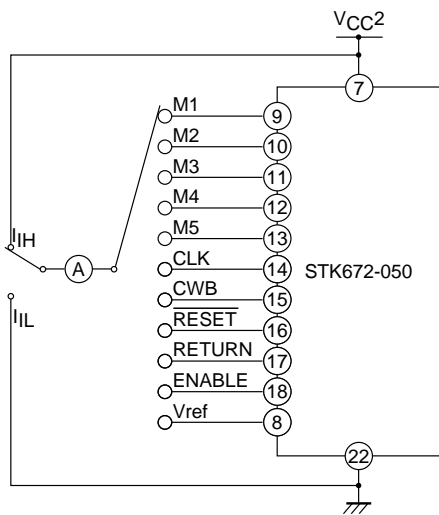 VCC2
7
M1
9
M2
10
M3
11
M4
12
M5
13
IIH
A
CLK
14
STK672-050
CWB
15
IIL
RESET
16
RETURN
17
ENABLE
18
Vref
8
22